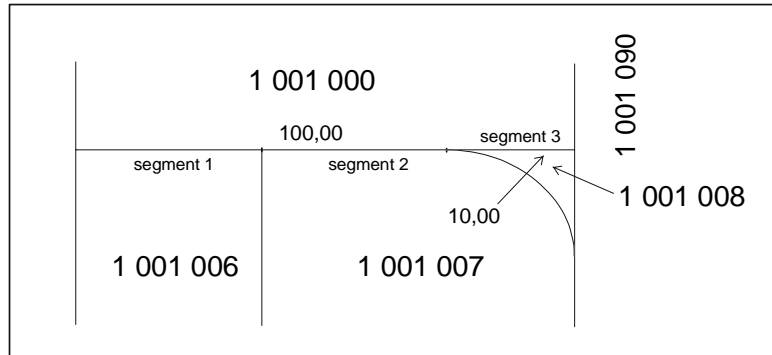 1 001 000
1 001 090
100,00
segment 3
segment 1
segment 2
1 001 008
10,00
1 001 006
1 001 007